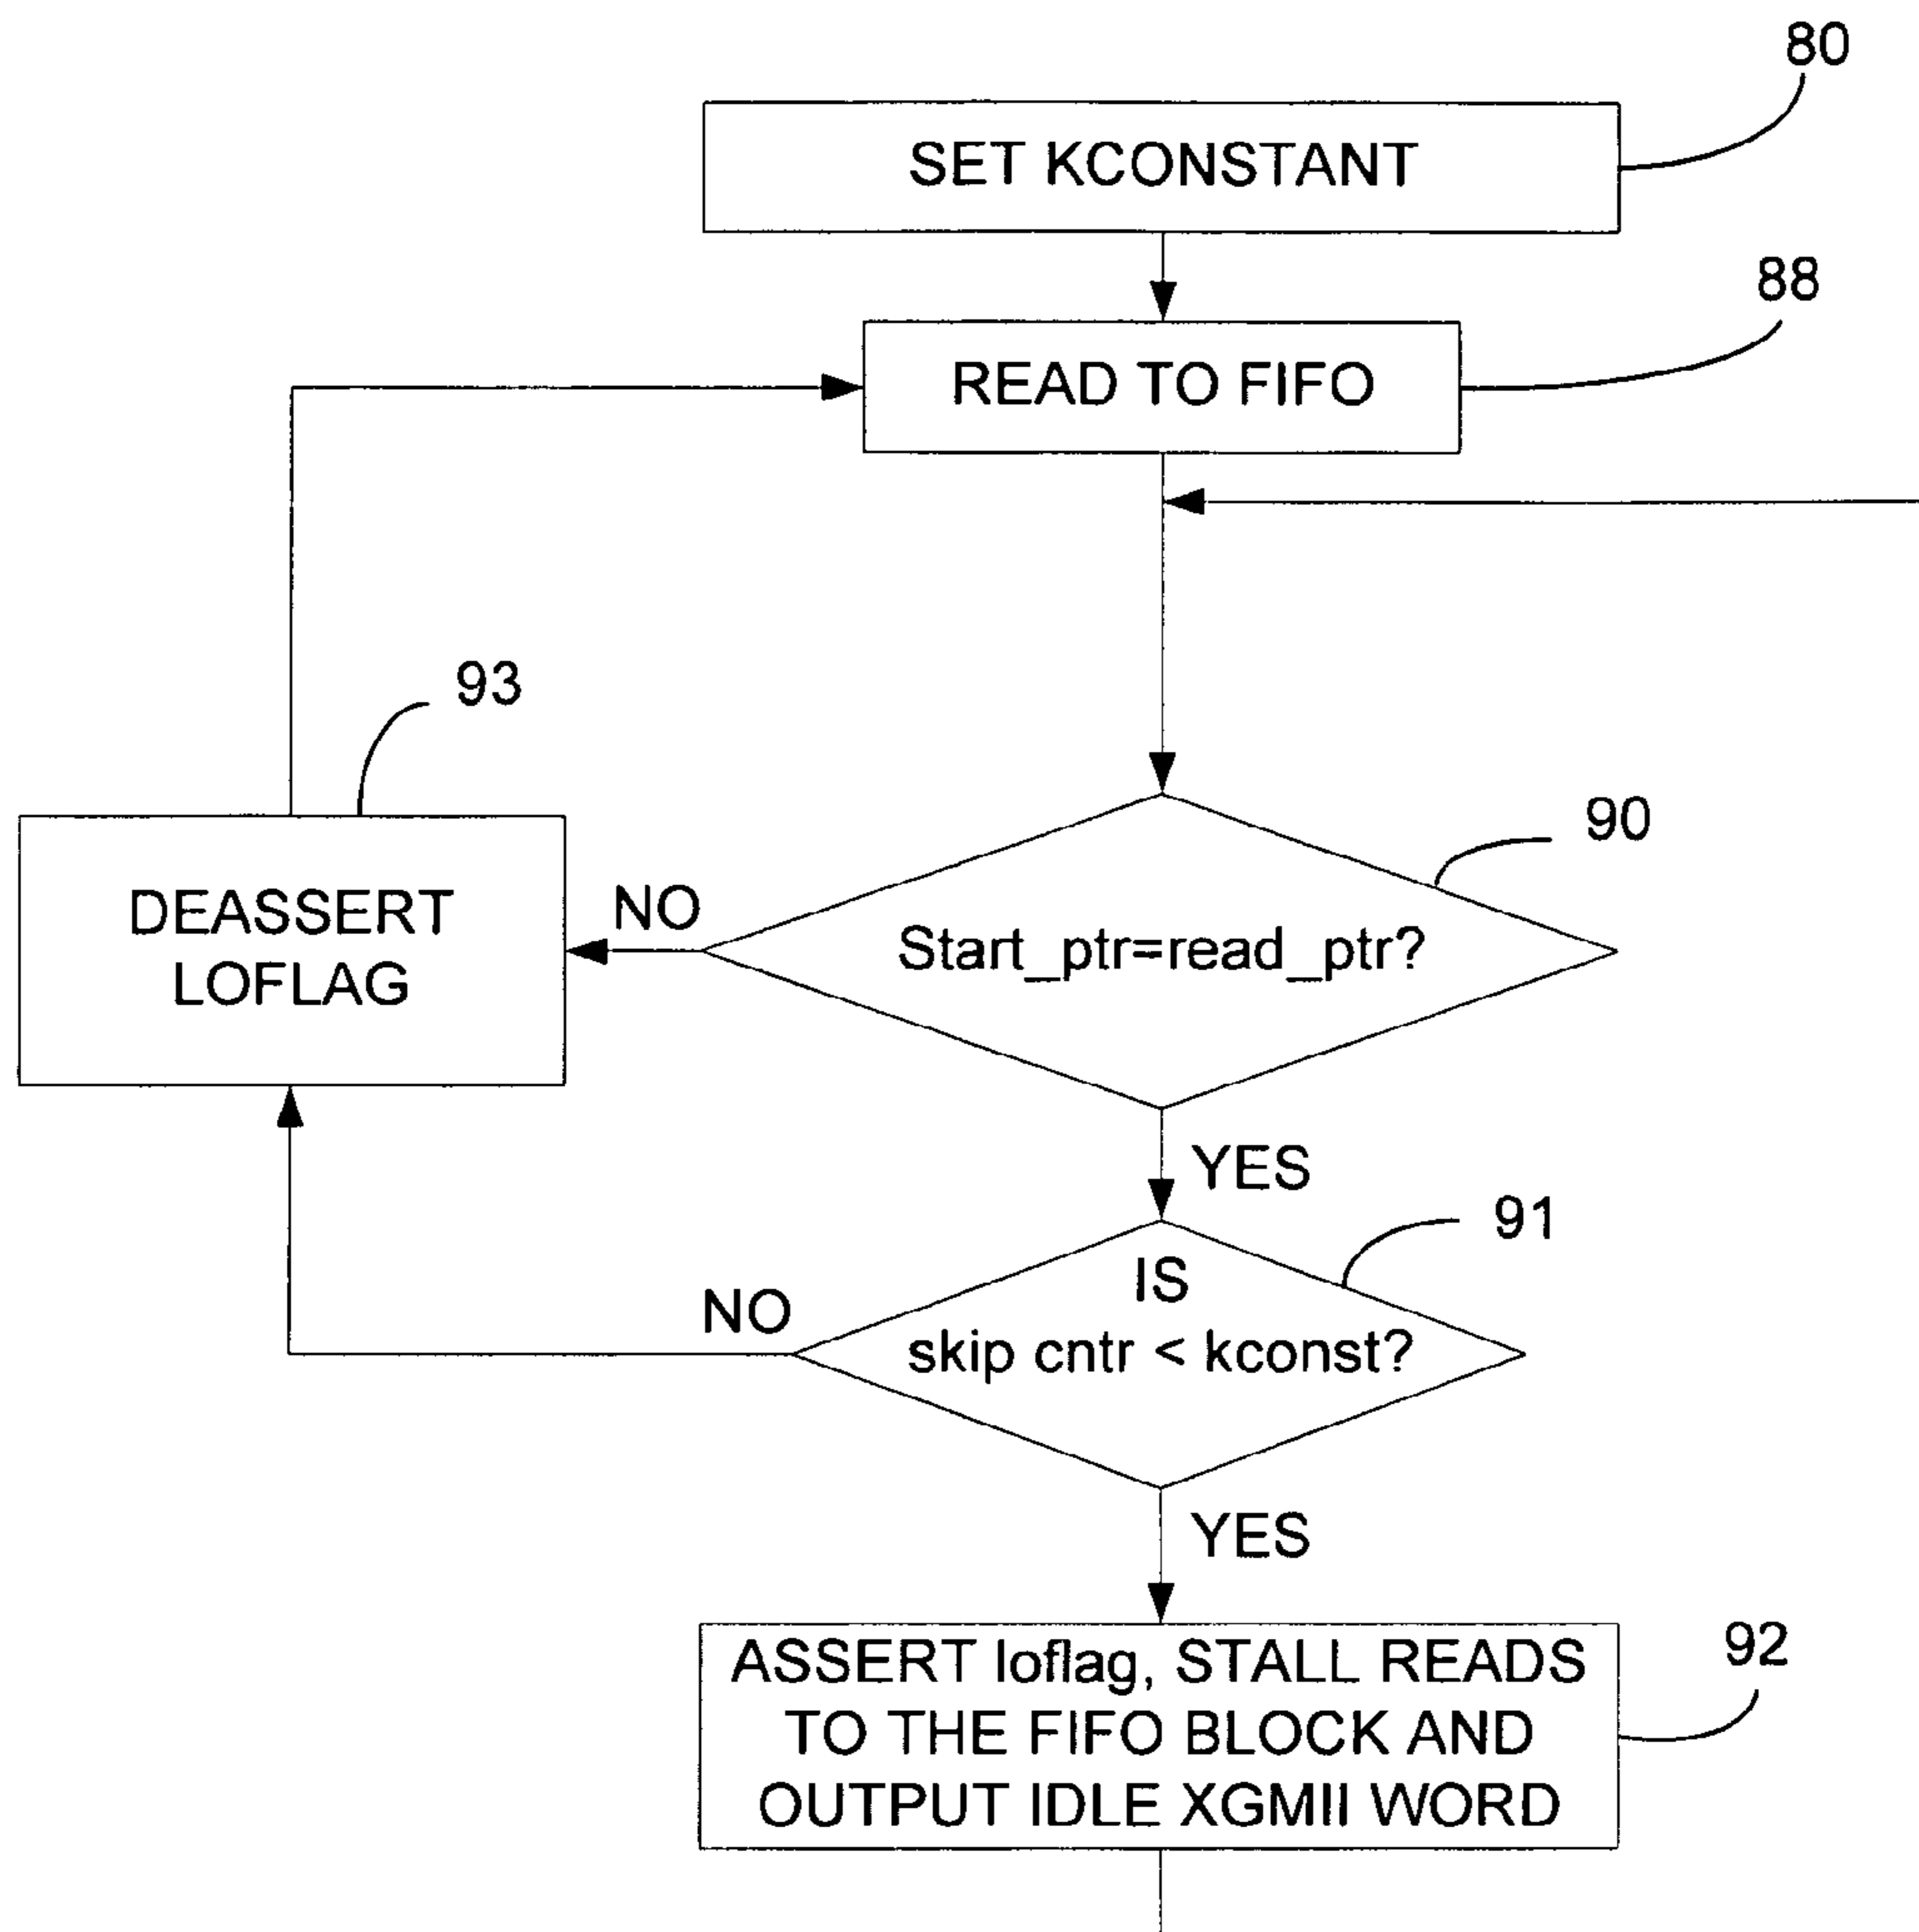 80
SET KCONSTANT
88
READ TO FIFO
93
90
DEASSERT
LOFLAG
NO
Start_ptr=read_ptr?
YES
91
IS
NO
skip cntr < kconst?
YES
92
ASSERT loflag, STALL READS
TO THE FIFO BLOCK AND
OUTPUT IDLE XGMII WORD